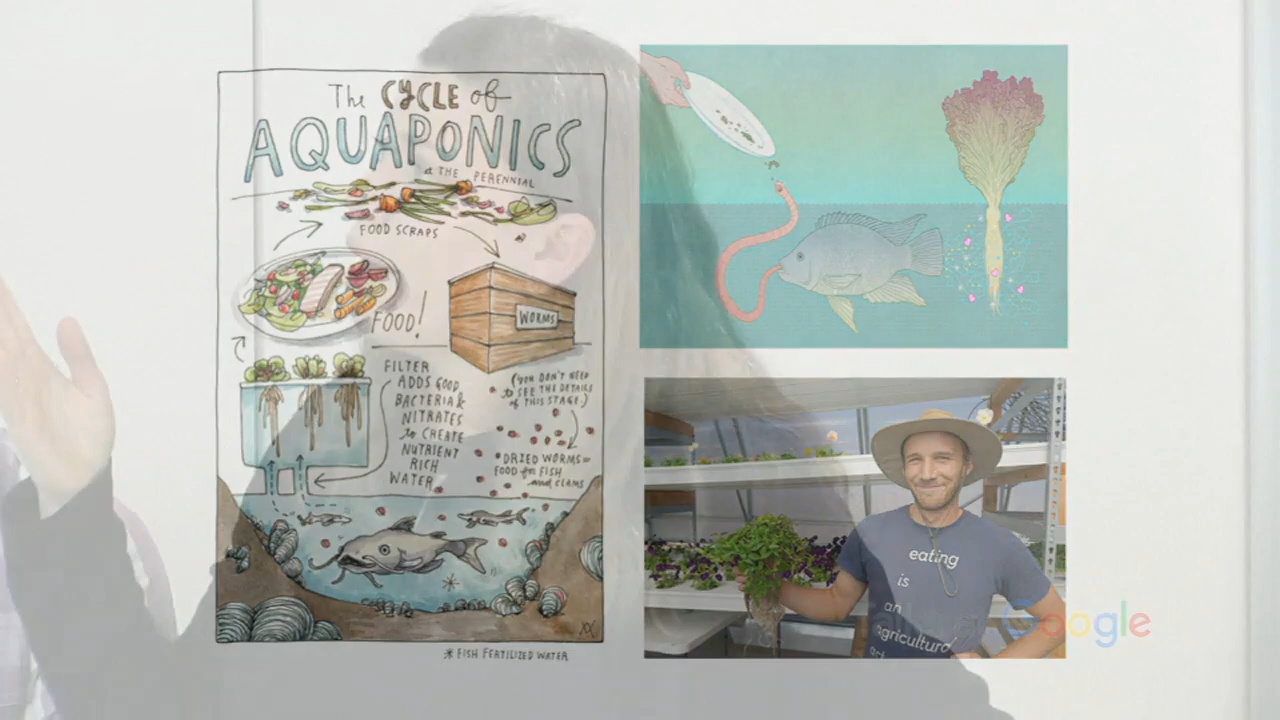 The CYCLE of
AQUAPONICS
at THE PERENNIAL
FOOD SCRAPS
FOOD!
WORMS
FILTER
ADDS GOOD
BACTERIA &
NITRATES
to CREATE
NUTRIENT
RICH
WATER
(YOU DON'T NEED
to SEE THE DETAILS
of THIS STAGE.)
DRIED WORMS =
FOOD for FISH
and CLAMS
* FISH FERTILIZED WATER
eating
is
an
agricultural
act
Google